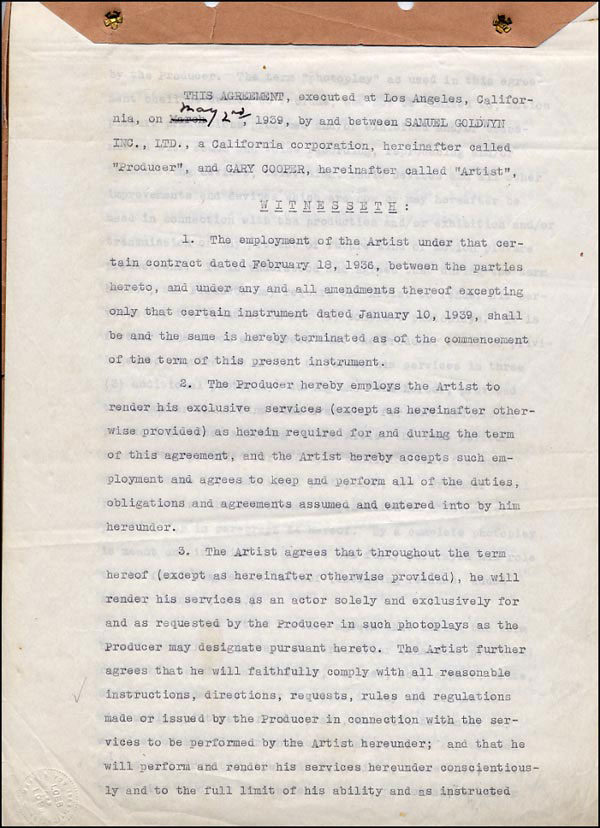 THIS AGREEMENT, executed at Los Angeles, Califor-
nia, on March May 2nd, 1939, by and between SAMUEL GOLDWYN
INC., LTD., a California corporation, hereinafter called
"Producer", and GARY COOPER, hereinafter called "Artist",
WITNESSETH:
1. The employment of the Artist under that cer-
tain contract dated February 18, 1936, between the parties
hereto, and under any and all amendments thereof excepting
only that certain instrument dated January 10, 1939, shall
be and the same is hereby terminated as of the commencement
of the term of this present instrument.
2. The Producer hereby employs the Artist to
render his exclusive services (except as hereinafter other-
wise provided) as herein required for and during the term
of this agreement, and the Artist hereby accepts such em-
ployment and agrees to keep and perform all of the duties,
obligations and agreements assumed and entered into by him
hereunder.
3. The Artist agrees that throughout the term
hereof (except as hereinafter otherwise provided), he will
render his services as an actor solely and exclusively for
and as requested by the Producer in such photoplays as the
Producer may designate pursuant hereto. The Artist further
agrees that he will faithfully comply with all reasonable
instructions, directions, requests, rules and regulations
made or issued by the Producer in connection with the ser-
vices to be performed by the Artist hereunder; and that he
will perform and render his services hereunder conscientious-
ly and to the full limit of his ability and as instructed